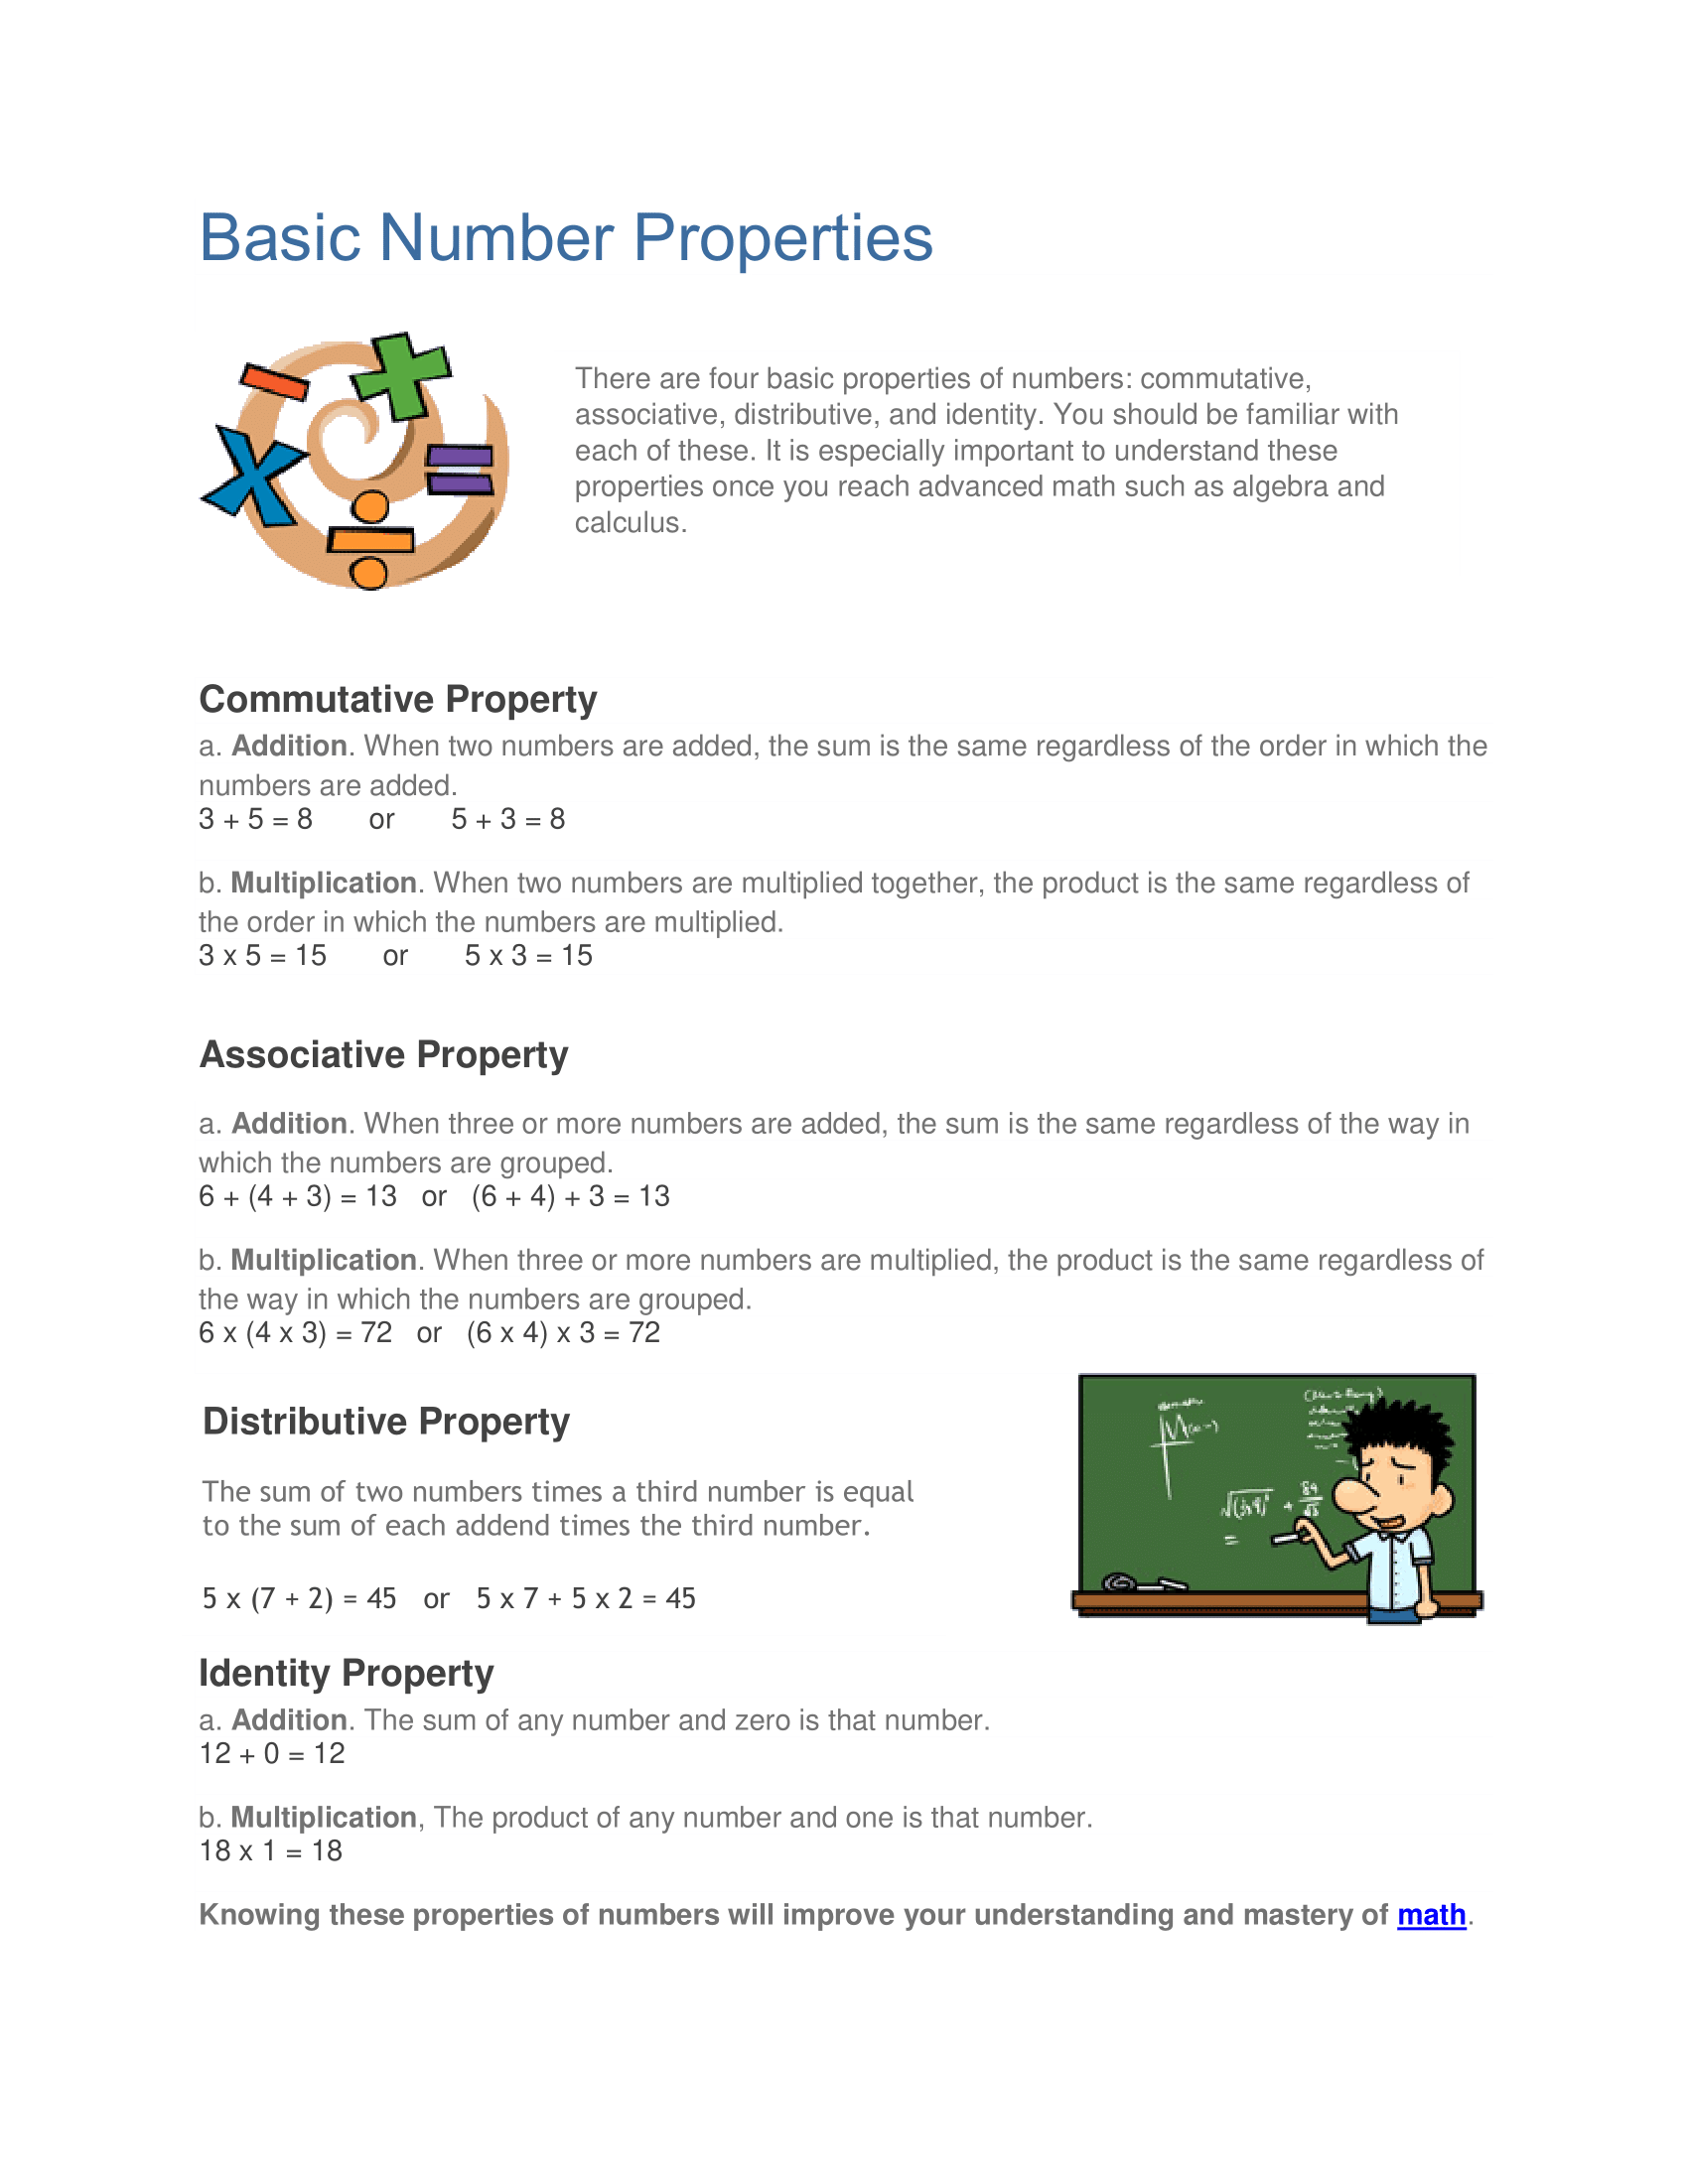 Basic Number Properties
There are four basic properties of numbers: commutative,
associative, distributive, and identity. You should be familiar with
each of these. It is especially important to understand these
properties once you reach advanced math such as algebra and
calculus.
Commutative Property
a. Addition. When two numbers are added, the sum is the same regardless of the order in which the
numbers are added.
3 + 5 = 8 or 5 + 3 = 8
b. Multiplication. When two numbers are multiplied together, the product is the same regardless of
the order in which the numbers are multiplied.
3 x 5 = 15 or 5 x 3 = 15
Associative Property
a. Addition. When three or more numbers are added, the sum is the same regardless of the way in
which the numbers are grouped.
6 + (4 + 3) = 13 or (6 + 4) + 3 = 13
b. Multiplication. When three or more numbers are multiplied, the product is the same regardless of
the way in which the numbers are grouped.
6 x (4 x 3) = 72 or (6 x 4) x 3 = 72
Distributive Property
The sum of two numbers times a third number is equal
to the sum of each addend times the third number.
5 x (7 + 2) = 45 or 5 x 7 + 5 x 2 = 45
Identity Property
a. Addition. The sum of any number and zero is that number.
12 + 0 = 12
b. Multiplication, The product of any number and one is that number.
18 x 1 = 18
Knowing these properties of numbers will improve your understanding and mastery of math.